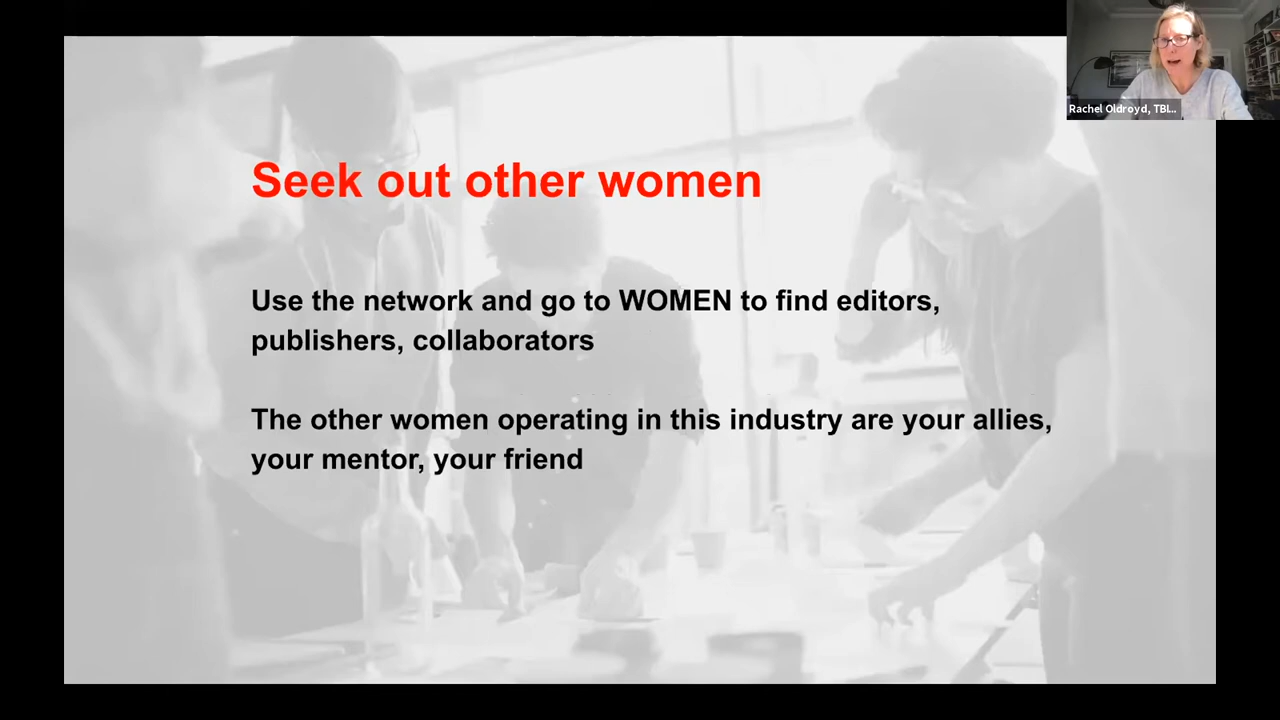 Rachel Oldroyd, TBI...
Seek out other women
Use the network and go to WOMEN to find editors,
publishers, collaborators
The other women operating in this industry are your allies,
your mentor, your friend